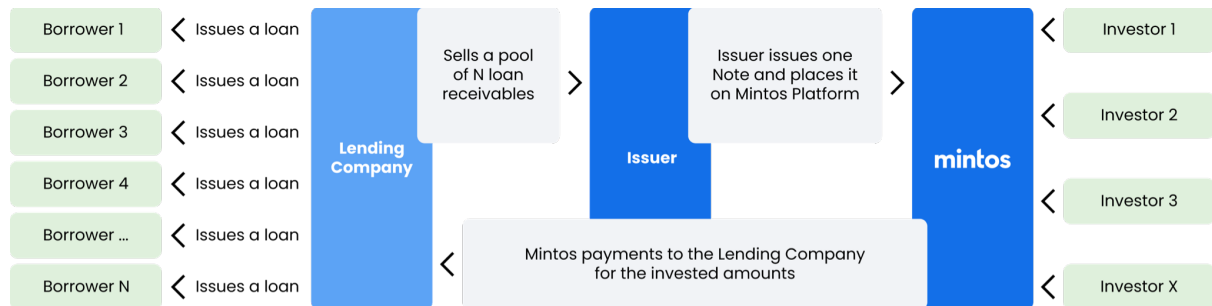 Borrower 1
Issues a loan
Borrower 2
Issues a loan
Borrower 3
Issues a loan
Borrower 4
Issues a loan
Borrower ...
Issues a loan
Borrower N
Issues a loan
Lending
Company
Sells a pool
of N loan
receivables
Issuer
Issuer issues one
Note and places it
on Mintos Platform
mintos
Mintos payments to the Lending Company
for the invested amounts
Investor 1
Investor 2
Investor 3
Investor X